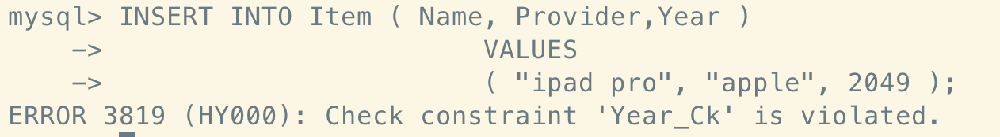 mysql> INSERT INTO Item ( Name, Provider,Year )
    ->                         VALUES
    ->                         ( "ipad pro", "apple", 2049 );
ERROR 3819 (HY000): Check constraint 'Year_Ck' is violated.